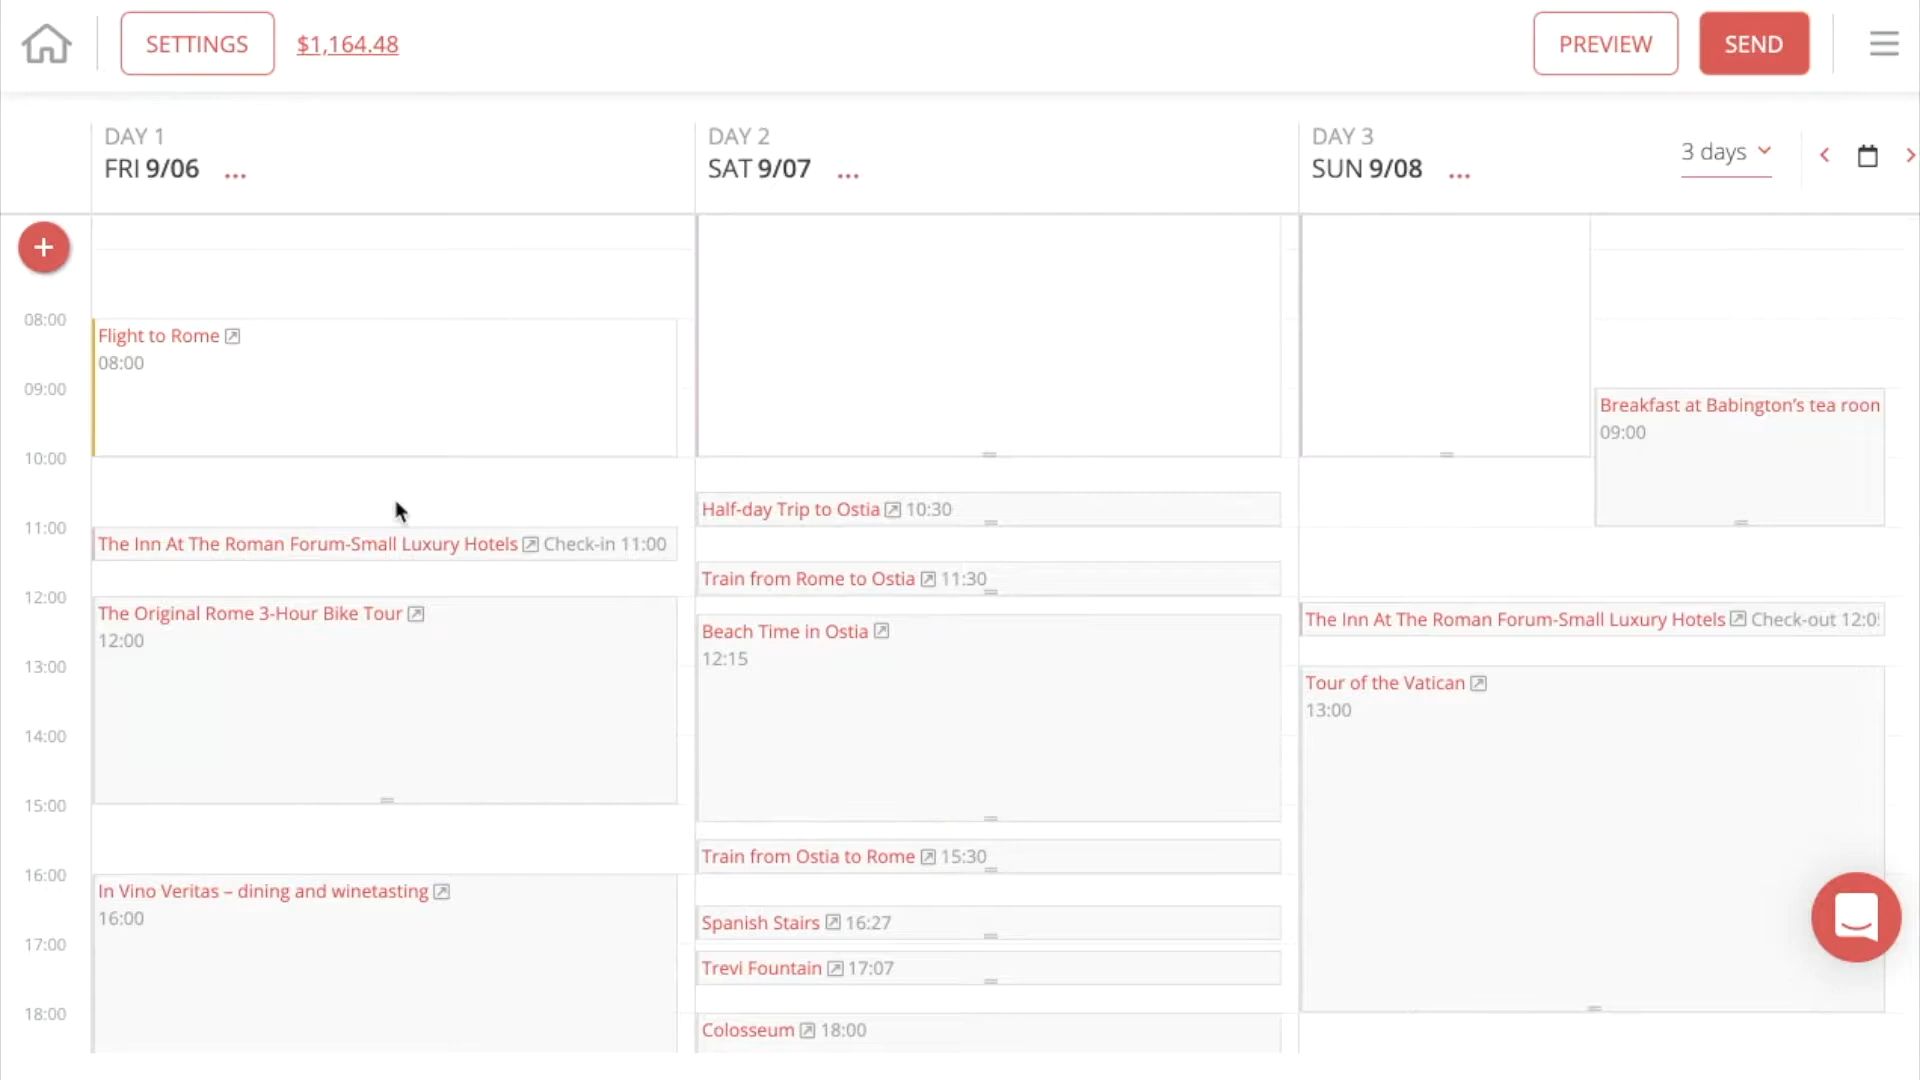 SETTINGS
$1,164.48
PREVIEW
SEND
DAY 1
FRI 9/06 ...
DAY 2
SAT 9/07 ...
DAY 3
SUN 9/08 ...
3 days
08:00
09:00
10:00
11:00
12:00
13:00
14:00
15:00
16:00
17:00
18:00
Flight to Rome
08:00
The Inn At The Roman Forum-Small Luxury Hotels Check-in 11:00
The Original Rome 3-Hour Bike Tour
12:00
In Vino Veritas – dining and winetasting
16:00
Half-day Trip to Ostia 10:30
Train from Rome to Ostia 11:30
Beach Time in Ostia
12:15
Train from Ostia to Rome 15:30
Spanish Stairs 16:27
Trevi Fountain 17:07
Colosseum 18:00
Breakfast at Babington's tea roon
09:00
The Inn At The Roman Forum-Small Luxury Hotels Check-out
Tour of the Vatican
13:00